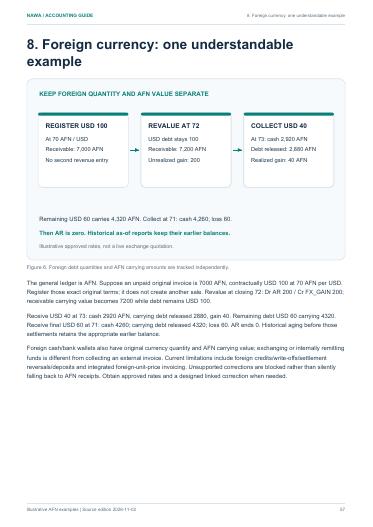 NAWA / ACCOUNTING GUIDE
8. Foreign currency: one understandable example
8. Foreign currency: one understandable
example
KEEP FOREIGN QUANTITY AND AFN VALUE SEPARATE
REGISTER USD 100
At 70 AFN / USD
Receivable: 7,000 AFN
No second revenue entry
REVALUE AT 72
USD debt stays 100
Receivable: 7,200 AFN
Unrealized gain: 200
COLLECT USD 40
At 73: cash 2,920 AFN
Debt released: 2,880 AFN
Realized gain: 40 AFN
Remaining USD 60 carries 4,320 AFN. Collect at 71: cash 4,260; loss 60.
Then AR is zero. Historical as-of reports keep their earlier balances.
Illustrative approved rates, not a live exchange quotation.
Figure 6. Foreign debt quantities and AFN carrying amounts are tracked independently.
The general ledger is AFN. Suppose an unpaid original invoice is 7000 AFN, contractually USD 100 at 70 AFN per USD.
Register those exact original terms; it does not create another sale. Revalue at closing 72: Dr AR 200 / Cr FX_GAIN 200;
receivable carrying value becomes 7200 while debt remains USD 100.
Receive USD 40 at 73: cash 2920 AFN, carrying debt released 2880, gain 40. Remaining debt USD 60 carrying 4320.
Receive final USD 60 at 71: cash 4260; carrying debt released 4320; loss 60. AR ends 0. Historical aging before those
settlements retains the appropriate earlier balance.
Foreign cash/bank wallets also have original currency quantity and AFN carrying value; exchanging or internally remitting
funds is different from collecting an external invoice. Current limitations include foreign credits/write-offs/settlement
reversals/deposits and integrated foreign-unit-price invoicing. Unsupported corrections are blocked rather than silently
falling back to AFN receipts. Obtain approved rates and a designed linked correction when needed.
Illustrative AFN examples | Source edition 2026-11-03